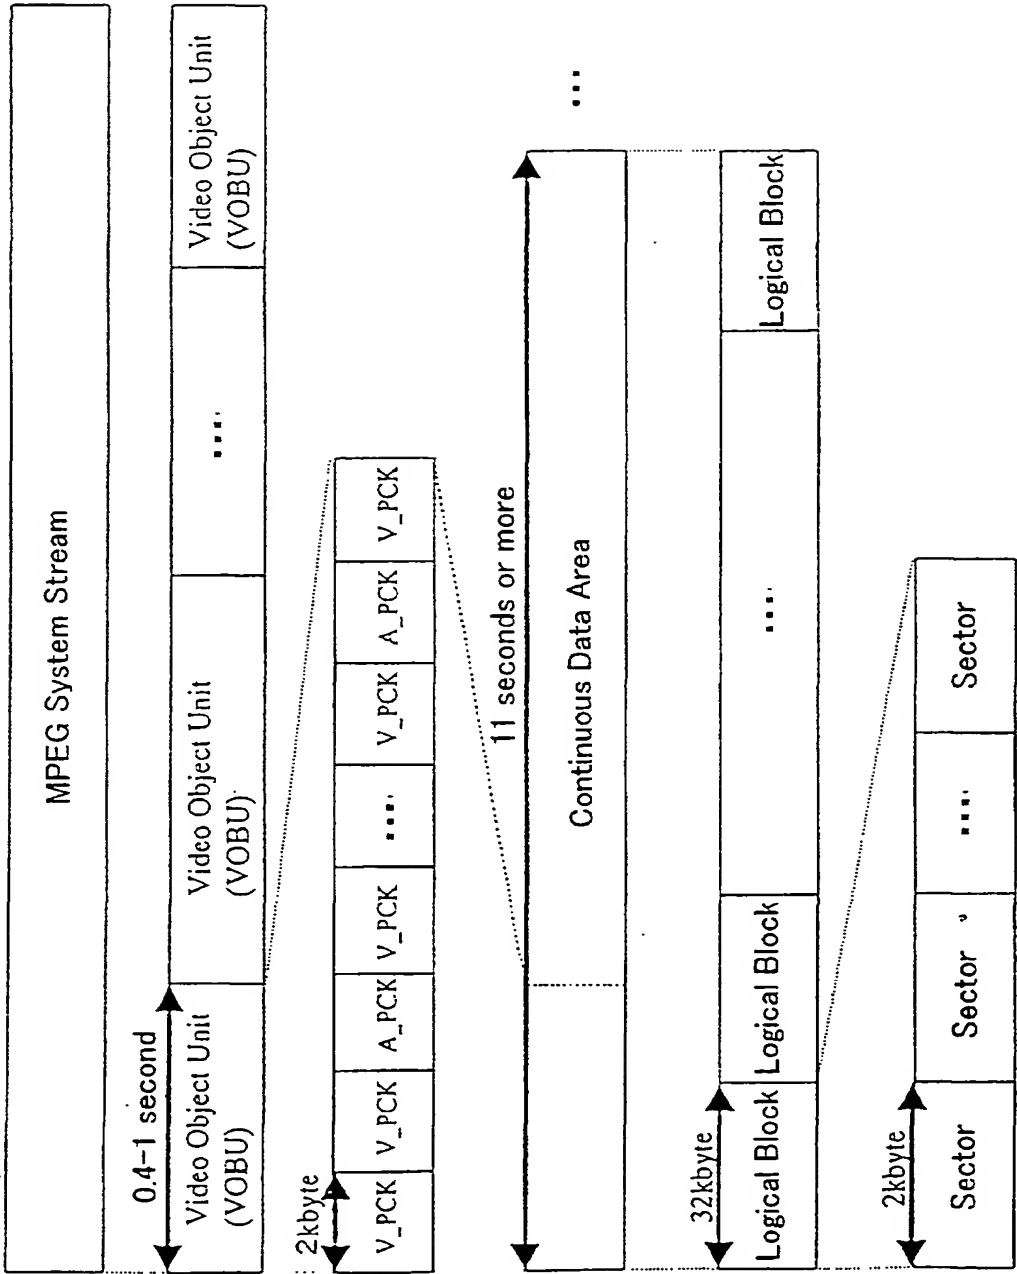 MPEG System Stream
0.4-1 second
Video Object Unit
(VOBU)
Video Object Unit
(VOBU)
....
Video Object Unit
(VOBU)
2kbyte
V_PCK
V_PCK
A_PCK
V_PCK
....
V_PCK
A_PCK
V_PCK
11 seconds or more
Continuous Data Area
...
32kbyte
Logical Block
Logical Block
....
Logical Block
2kbyte
Sector
Sector
....
Sector